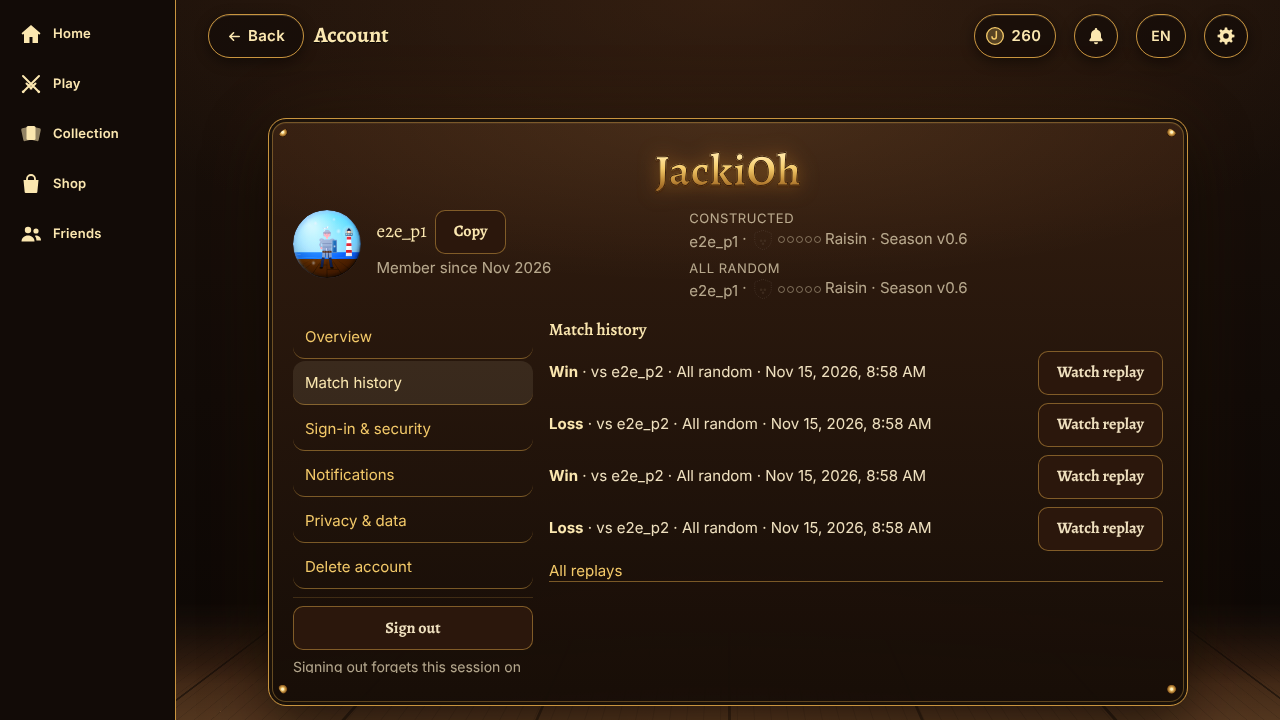 Home
Play
Collection
Shop
Friends
← Back
Account
J 260
EN
JackiOh
e2e_p1 Copy
Member since Nov 2026
CONSTRUCTED
e2e_p1 · Raisin · Season v0.6
ALL RANDOM
e2e_p1 · Raisin · Season v0.6
Overview
Match history
Sign-in & security
Notifications
Privacy & data
Delete account
Sign out
Signing out forgets this session on
Match history
Win · vs e2e_p2 · All random · Nov 15, 2026, 8:58 AM Watch replay
Loss · vs e2e_p2 · All random · Nov 15, 2026, 8:58 AM Watch replay
Win · vs e2e_p2 · All random · Nov 15, 2026, 8:58 AM Watch replay
Loss · vs e2e_p2 · All random · Nov 15, 2026, 8:58 AM Watch replay
All replays